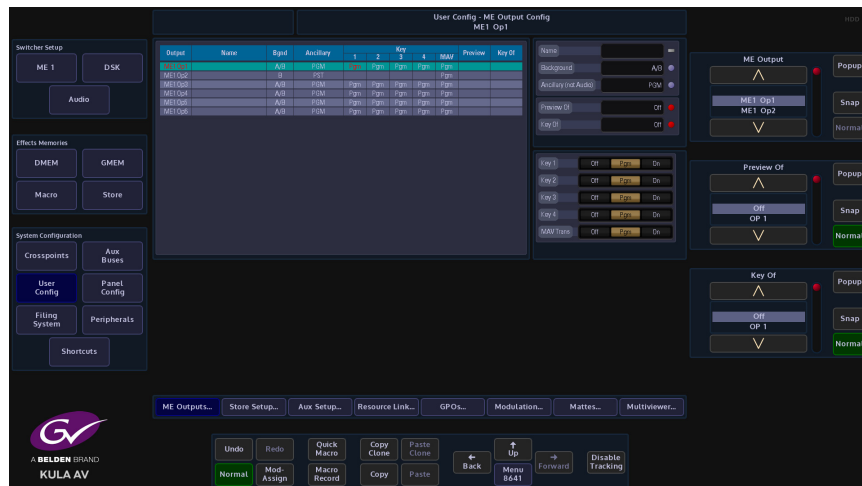 User Config - ME Output Config
ME1 Op1
HDD
Switcher Setup
ME 1
DSK
Audio
Effects Memories
DMEM
GMEM
Macro
Store
System Configuration
Crosspoints
Aux Buses
User Config
Panel Config
Filing System
Peripherals
Shortcuts
Output Name Bgnd Ancillary Key Preview Key Of
1 2 3 4 MAV
ME1 Op1 A/B PGM Pgm Pgm Pgm Pgm Pgm
ME1 Op2 B PST Pgm
ME1 Op3 A/B PGM Pgm Pgm Pgm Pgm Pgm
ME1 Op4 A/B PGM Pgm Pgm Pgm Pgm Pgm
ME1 Op5 A/B PGM Pgm Pgm Pgm Pgm Pgm
ME1 Op6 A/B PGM Pgm Pgm Pgm Pgm Pgm
Name
Background A/B
Ancillary (not Audio) PGM
Preview Of Off
Key Of Off
Key 1 Off Pgm On
Key 2 Off Pgm On
Key 3 Off Pgm On
Key 4 Off Pgm On
MAV Trans Off Pgm On
ME Output
ME1 Op1
ME1 Op2
Popup
Snap
Normal
Preview Of
Off
OP 1
Popup
Snap
Normal
Key Of
Off
OP 1
Popup
Snap
Normal
ME Outputs... Store Setup... Aux Setup... Resource Link... GPOs... Modulation... Mattes... Multiviewer...
GV
A BELDEN BRAND
KULA AV
Undo
Redo
Quick Macro
Copy Clone
Paste Clone
Back
Up
Forward
Disable Tracking
Normal
Mod-Assign
Macro Record
Copy
Paste
Menu 8641